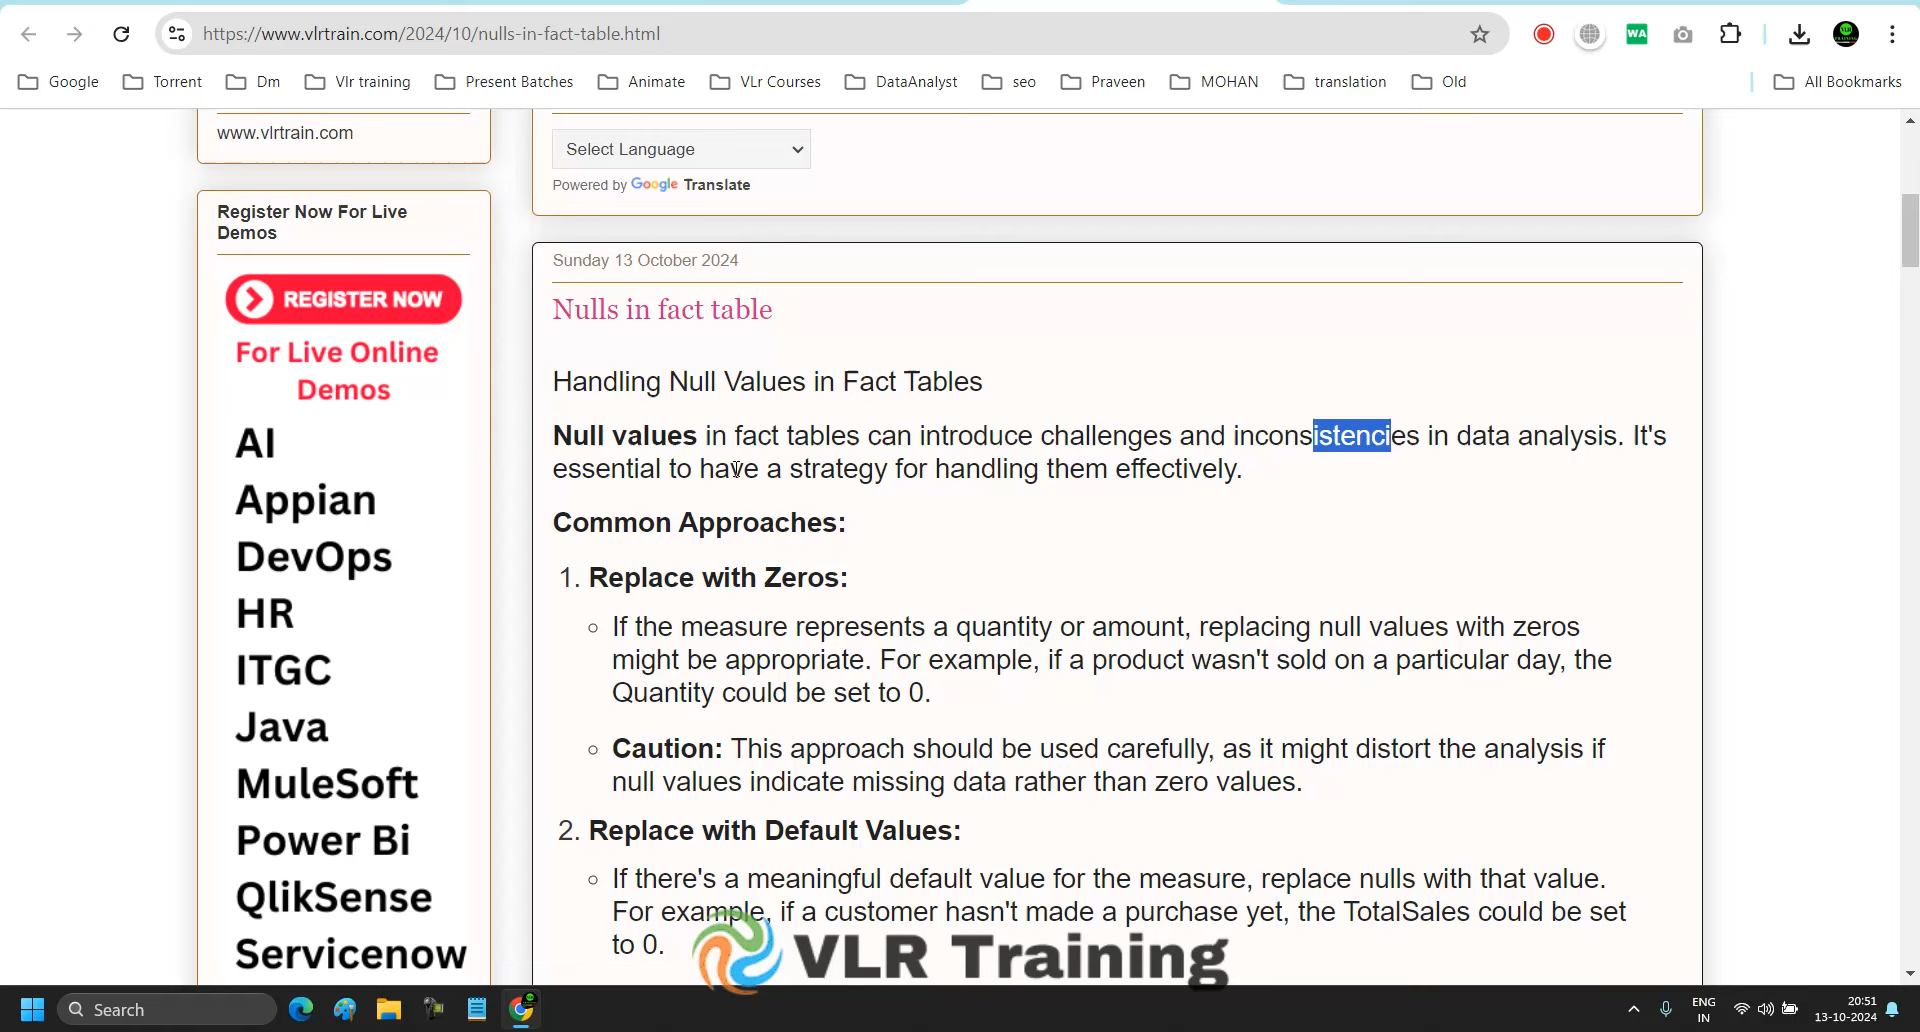 https://www.vlrtrain.com/2024/10/nulls-in-fact-table.html
WA
Google
Torrent
Dm
Vlr training
Present Batches
Animate
VLr Courses
DataAnalyst
seo
Praveen
MOHAN
translation
Old
All Bookmarks
www.vlrtrain.com
Select Language
Powered by Google Translate
Register Now For Live
Demos
REGISTER NOW
For Live Online
Demos
AI
Appian
DevOps
HR
ITGC
Java
MuleSoft
Power Bi
QlikSense
Servicenow
Sunday 13 October 2024
Nulls in fact table
Handling Null Values in Fact Tables
Null values in fact tables can introduce challenges and inconsistencies in data analysis. It's
essential to have a strategy for handling them effectively.
Common Approaches:
1. Replace with Zeros:
If the measure represents a quantity or amount, replacing null values with zeros
might be appropriate. For example, if a product wasn't sold on a particular day, the
Quantity could be set to 0.
Caution: This approach should be used carefully, as it might distort the analysis if
null values indicate missing data rather than zero values.
2. Replace with Default Values:
If there's a meaningful default value for the measure, replace nulls with that value.
For example, if a customer hasn't made a purchase yet, the TotalSales could be set
to 0.
VLR Training
Search
ENG
IN
20:51
13-10-2024